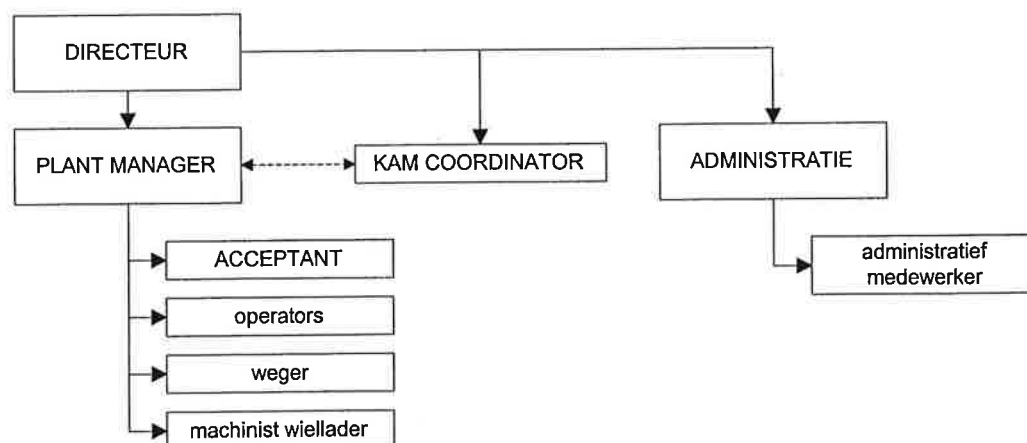 DIRECTEUR
PLANT MANAGER
KAM COORDINATOR
ADMINISTRATIE
ACCEPTANT
operators
weger
machinist wiellader
administratief
medewerker